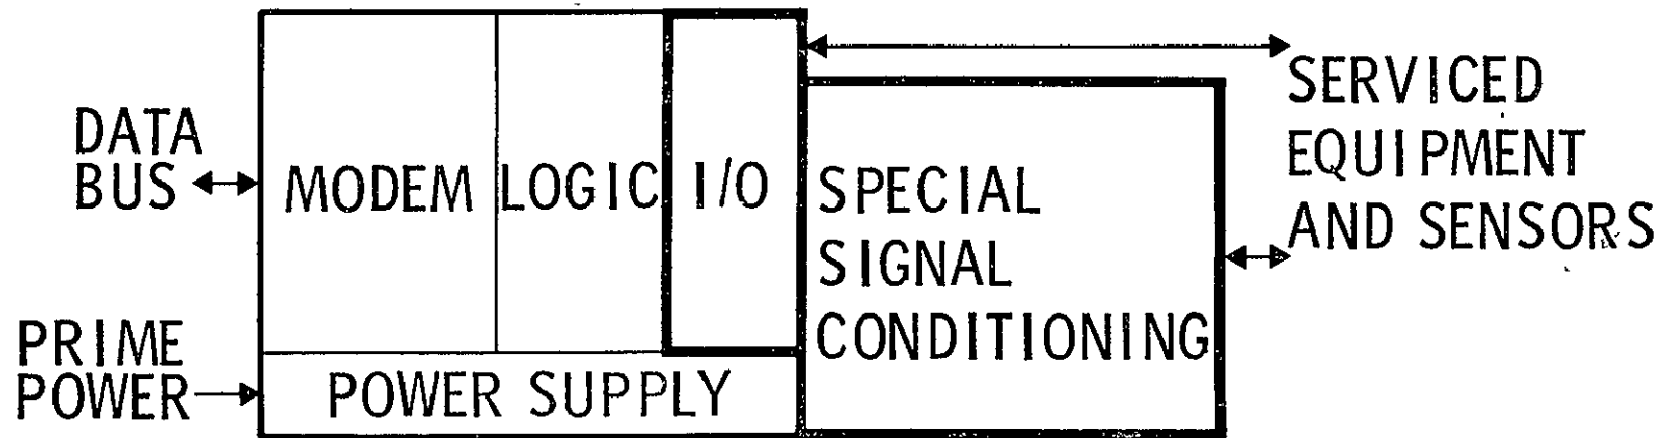 DATA
BUS
MODEM
LOGIC
I/O
SPECIAL
SIGNAL
CONDITIONING
SERVICED
EQUIPMENT
AND SENSORS
PRIME
POWER
POWER SUPPLY